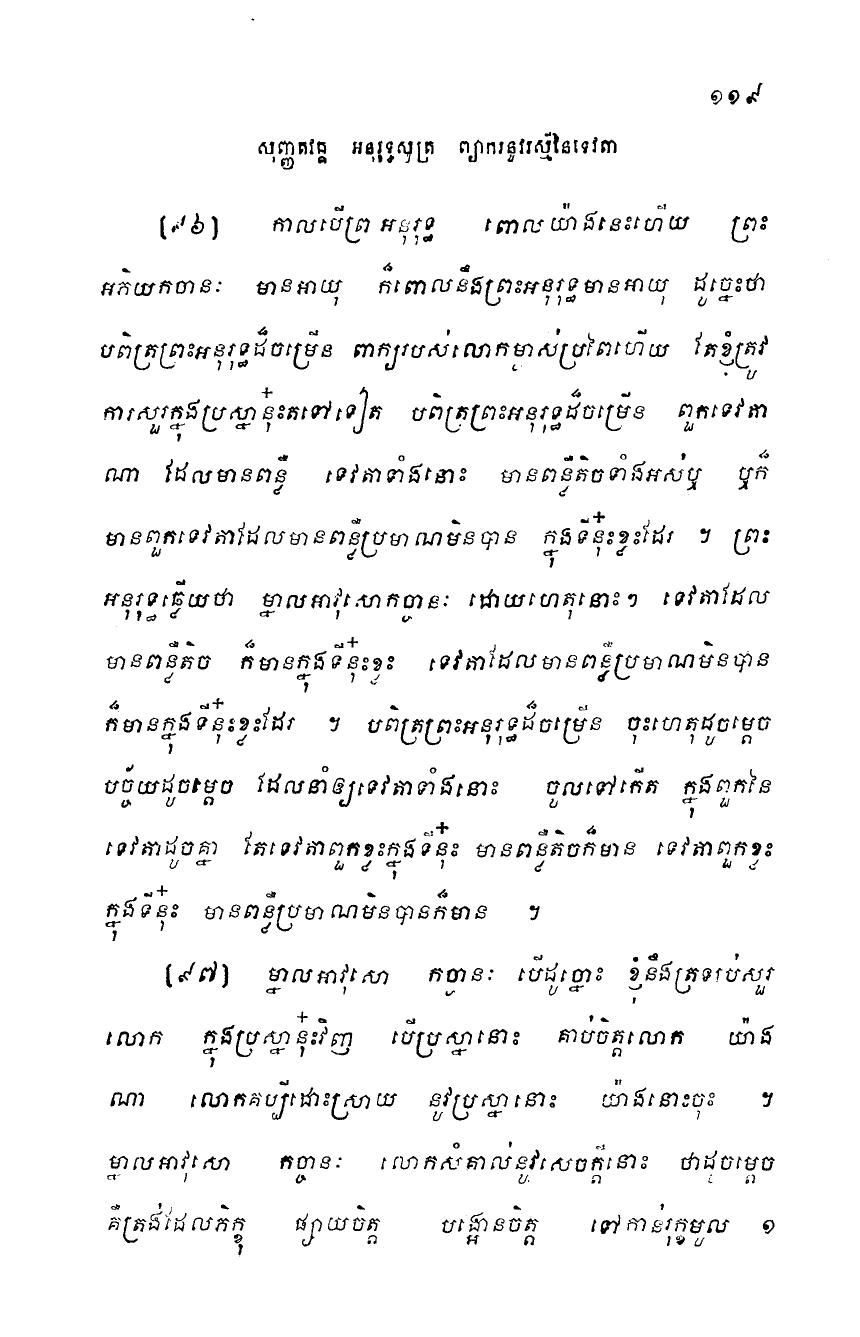 ១១៩
សុញ្ញតវគ្គ អនុរុទ្ធសូត្រ ព្យាករនូវរស្មីនៃទេវតា
[៩៦] កាលបើព្រអនុរុទ្ធ ពោលយ៉ាងនេះហើយ ព្រះ
អភិយកចានៈ មានអាយុ ក៏ពោលនឹងព្រះអនុរុទ្ធមានអាយុ ដូច្នេះថា
បពិត្រព្រះអនុរុទ្ធដ៏ចម្រើន ពាក្យរបស់លោកម្ចាស់ប្រពៃហើយ តែខ្ញុំត្រូវ
ការសួរក្នុងប្រស្នានុ៎ះតទៅទៀត បពិត្រព្រះអនុរុទ្ធដ៏ចម្រើន ពួកទេវតា
ណា ដែលមានពន្លឺ ទេវតាទាំងនោះ មានពន្លឺតិចទាំងអស់ឬ ឬក៏
មានពួកទេវតាដែលមានពន្លឺប្រមាណមិនបាន ក្នុងទីនុ៎ះខ្លះដែរ ។ ព្រះ
អនុរុទ្ធឆ្លើយថា ម្នាលអាវុសោកច្ចានៈ ដោយហេតុនោះៗ ទេវតាដែល
មានពន្លឺតិច ក៏មានក្នុងទីនុ៎ះខ្លះ ទេវតាដែលមានពន្លឺប្រមាណមិនបាន
ក៏មានក្នុងទីនុ៎ះខ្លះដែរ ។ បពិត្រព្រះអនុរុទ្ធដ៏ចម្រើន ចុះហេតុដូចម្តេច
បច្ច័យដូចម្តេច ដែលនាំឲ្យទេវតាទាំងនោះ ចូលទៅកើត ក្នុងពួកនៃ
ទេវតាដូចគ្នា តែទេវតាពួកខ្លះក្នុងទីនុ៎ះ មានពន្លឺតិចក៏មាន ទេវតាពួកខ្លះ
ក្នុងទីនុ៎ះ មានពន្លឺប្រមាណមិនបានក៏មាន ។
[៩៧] ម្នាលអាវុសោ កច្ចានៈ បើដូច្នោះ ខ្ញុំនឹងត្រទប់សួរ
លោក ក្នុងប្រស្នានុ៎ះវិញ បើប្រស្នានោះ គាប់ចិត្តលោក យ៉ាង
ណា លោកគប្បីដោះស្រាយ នូវប្រស្នានោះ យ៉ាងនោះចុះ ។
ម្នាលអាវុសោ កច្ចានៈ លោកសំគាល់នូវសេចក្តីនោះ ថាដូចម្តេច
គឺត្រង់ដែលភិក្ខុ ផ្សាយចិត្ត បង្អោនចិត្ត ទៅកាន់រុក្ខមូល ១